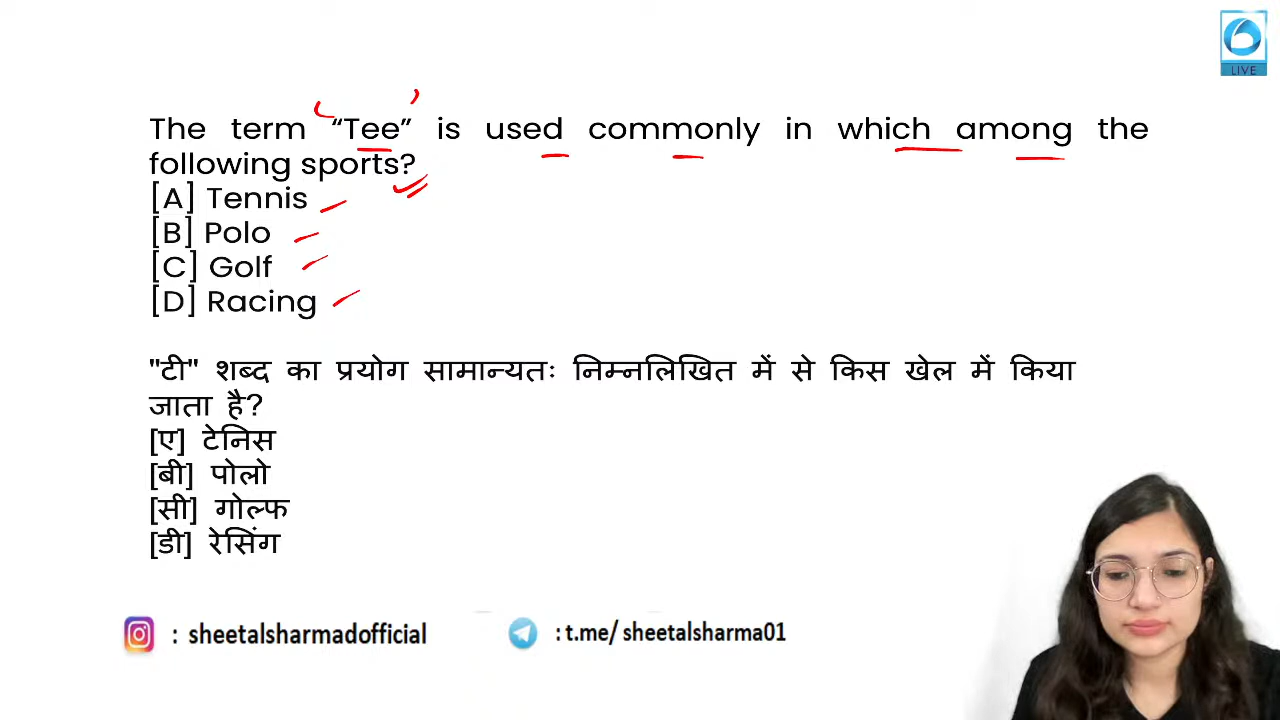 LIVE
The term “Tee” is used commonly in which among the
following sports?
[A] Tennis
[B] Polo
[C] Golf
[D] Racing
"टी" शब्द का प्रयोग सामान्यतः निम्नलिखित में से किस खेल में किया
जाता है?
[ए] टेनिस
[बी] पोलो
[सी] गोल्फ
[डी] रेसिंग
: sheetalsharmadofficial
: t.me/ sheetalsharma01